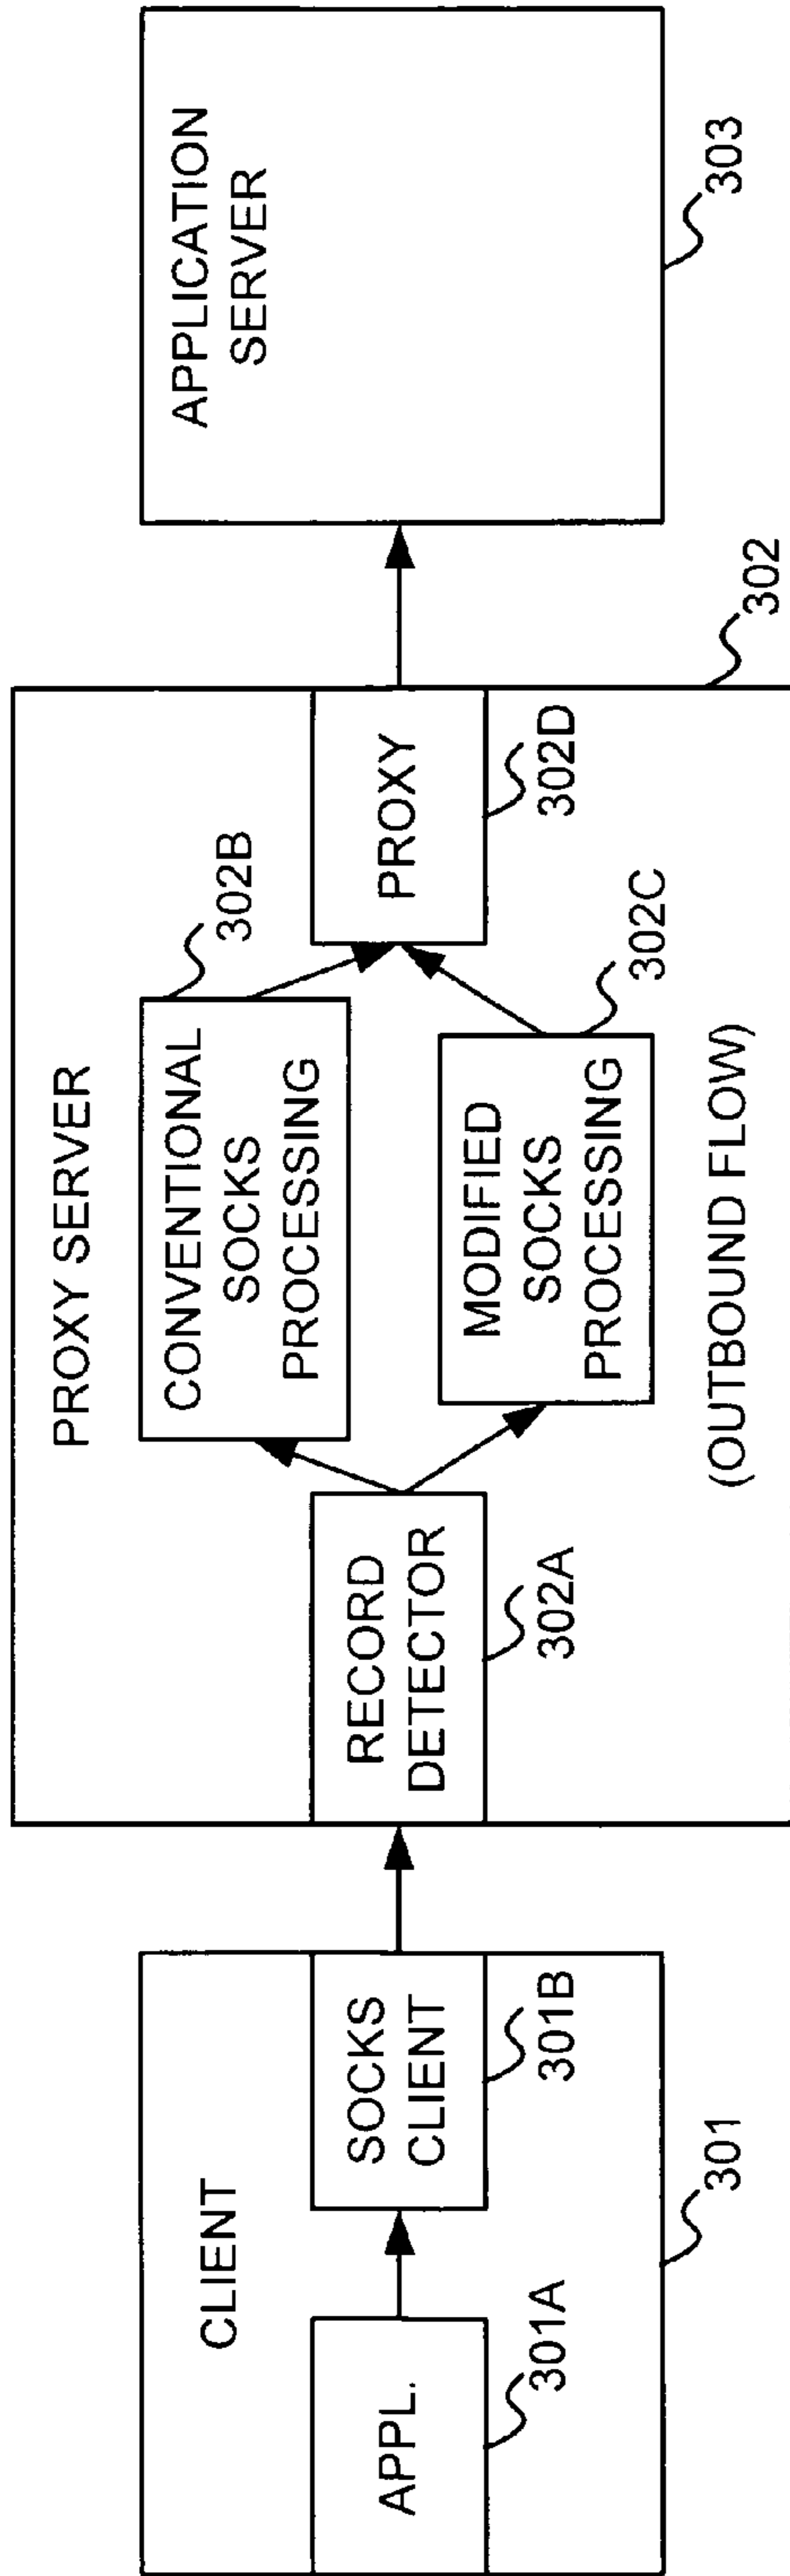 CLIENT
APPL.
301A
SOCKS
CLIENT
301B
301
PROXY SERVER
RECORD
DETECTOR
302A
CONVENTIONAL
SOCKS
PROCESSING
302B
MODIFIED
SOCKS
PROCESSING
302C
PROXY
302D
(OUTBOUND FLOW)
302
APPLICATION
SERVER
303